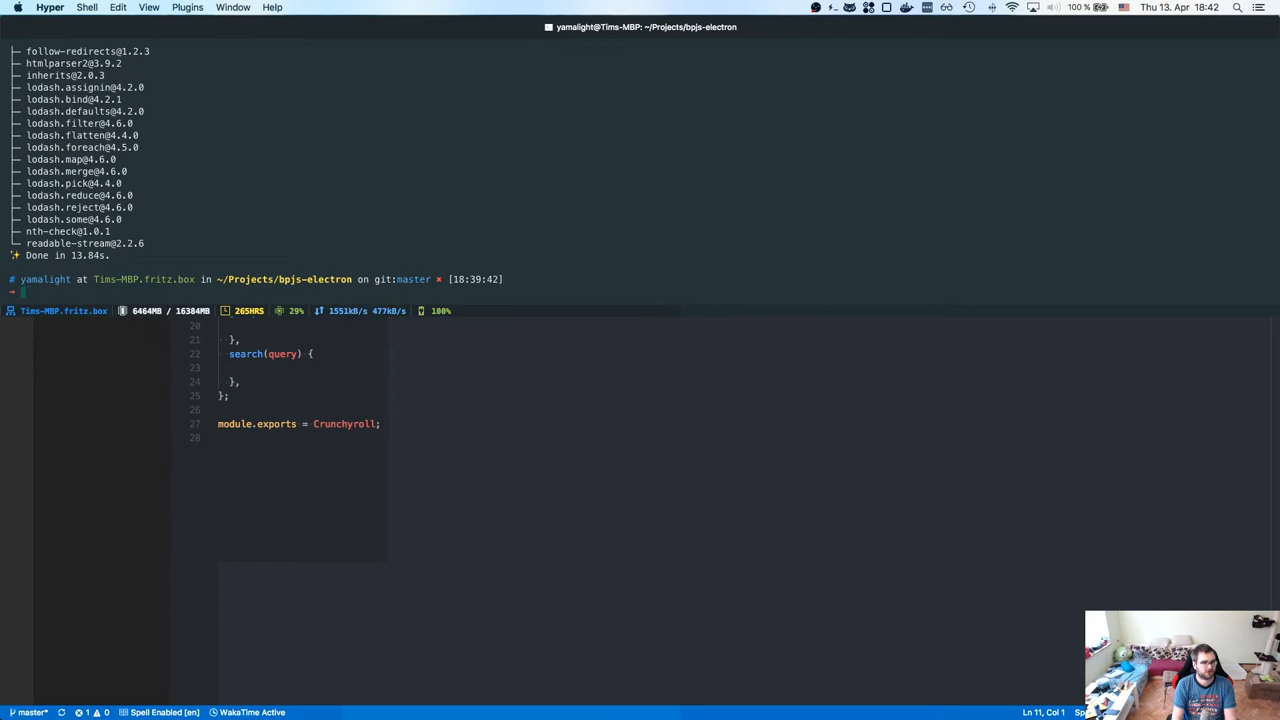 Hyper Shell Edit View Plugins Window Help 100 % Thu 13. Apr 18:42
yamalight@Tims-MBP: ~/Projects/bpjs-electron
├─ follow-redirects@1.2.3
├─ htmlparser2@3.9.2
├─ inherits@2.0.3
├─ lodash.assignin@4.2.0
├─ lodash.bind@4.2.1
├─ lodash.defaults@4.2.0
├─ lodash.filter@4.6.0
├─ lodash.flatten@4.4.0
├─ lodash.foreach@4.5.0
├─ lodash.map@4.6.0
├─ lodash.merge@4.6.0
├─ lodash.pick@4.4.0
├─ lodash.reduce@4.6.0
├─ lodash.reject@4.6.0
├─ lodash.some@4.6.0
├─ nth-check@1.0.1
└─ readable-stream@2.2.6
✨ Done in 13.84s.
# yamalight at Tims-MBP.fritz.box in ~/Projects/bpjs-electron on git:master ✖ [18:39:42]
→
Tims-MBP.fritz.box 6464MB / 16384MB 265HRS 29% 1551kB/s 477kB/s 100%
20
21 },
22 search(query) {
23
24 },
25 };
26
27 module.exports = Crunchyroll;
28
master* 1 0 Spell Enabled [en] WakaTime Active Ln 11, Col 1